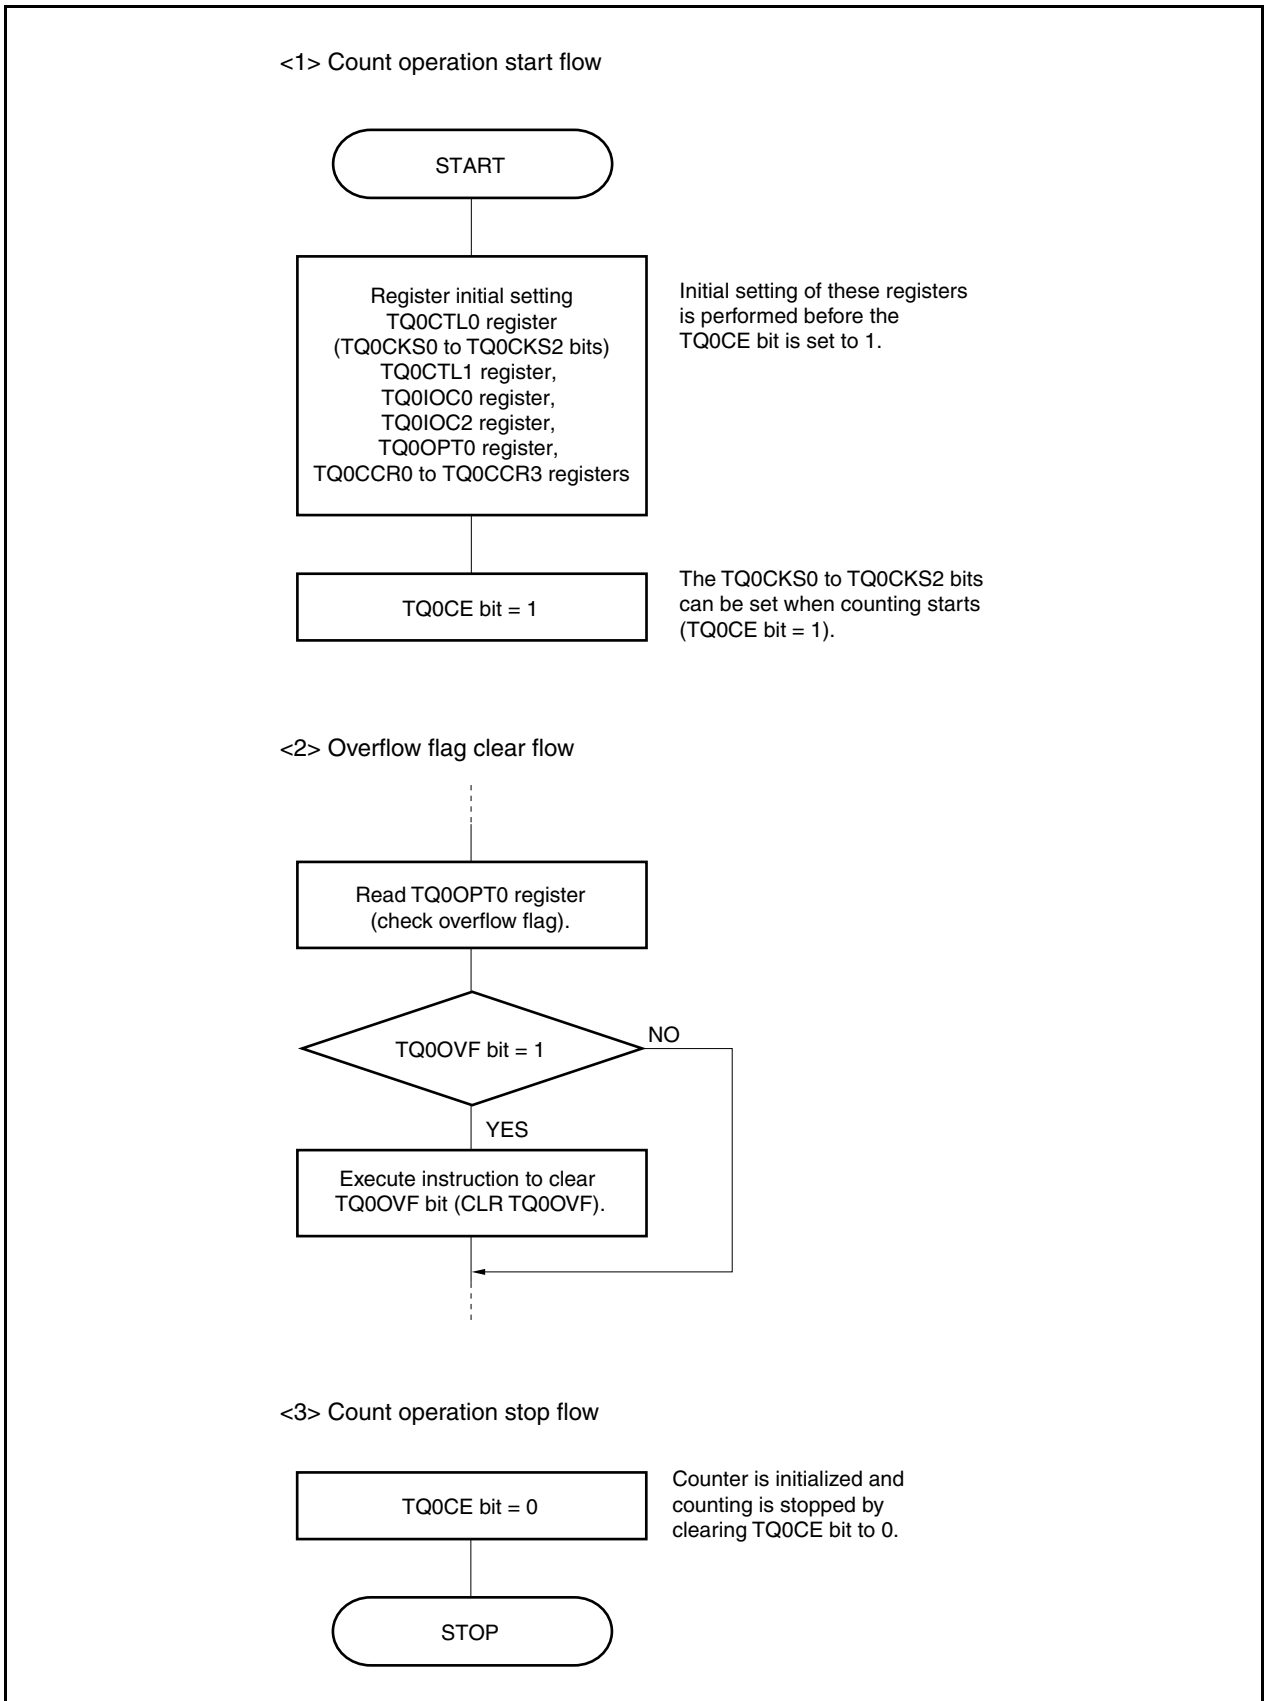 <1> Count operation start flow
START
Register initial setting
TQ0CTL0 register
(TQ0CKS0 to TQ0CKS2 bits)
TQ0CTL1 register,
TQ0IOC0 register,
TQ0IOC2 register,
TQ0OPT0 register,
TQ0CCR0 to TQ0CCR3 registers
Initial setting of these registers
is performed before the
TQ0CE bit is set to 1.
TQ0CE bit = 1
The TQ0CKS0 to TQ0CKS2 bits
can be set when counting starts
(TQ0CE bit = 1).
<2> Overflow flag clear flow
Read TQ0OPT0 register
(check overflow flag).
TQ0OVF bit = 1
NO
YES
Execute instruction to clear
TQ0OVF bit (CLR TQ0OVF).
<3> Count operation stop flow
TQ0CE bit = 0
Counter is initialized and
counting is stopped by
clearing TQ0CE bit to 0.
STOP